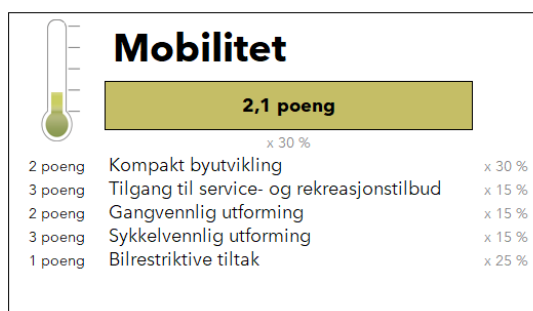 Mobilitet
2,1 poeng
x 30 %
2 poeng Kompakt byutvikling x 30 %
3 poeng Tilgang til service- og rekreasjonstilbud x 15 %
2 poeng Gangvennlig utforming x 15 %
3 poeng Sykkelvennlig utforming x 15 %
1 poeng Bilrestriktive tiltak x 25 %